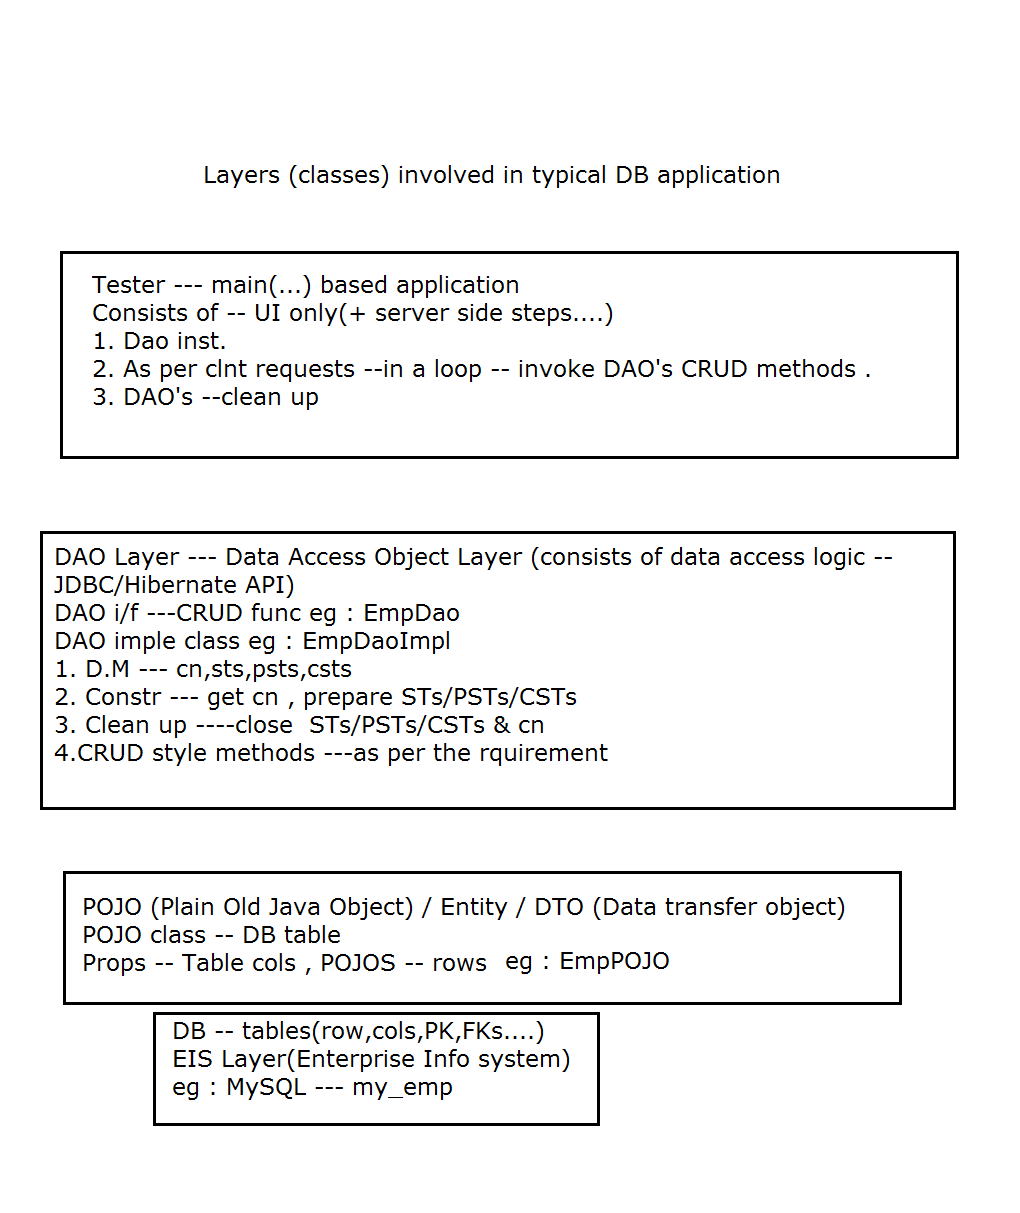 Layers (classes) involved in typical DB application
Tester --- main(...) based application
Consists of -- UI only(+ server side steps....)
1. Dao inst.
2. As per clnt requests --in a loop -- invoke DAO's CRUD methods .
3. DAO's --clean up
DAO Layer --- Data Access Object Layer (consists of data access logic --
JDBC/Hibernate API)
DAO i/f ---CRUD func eg : EmpDao
DAO imple class eg : EmpDaoImpl
1. D.M --- cn,sts,psts,csts
2. Constr --- get cn , prepare STs/PSTs/CSTs
3. Clean up ----close  STs/PSTs/CSTs & cn
4.CRUD style methods ---as per the rquirement
POJO (Plain Old Java Object) / Entity / DTO (Data transfer object)
POJO class -- DB table
Props -- Table cols , POJOS -- rows  eg : EmpPOJO
DB -- tables(row,cols,PK,FKs....)
EIS Layer(Enterprise Info system)
eg : MySQL --- my_emp